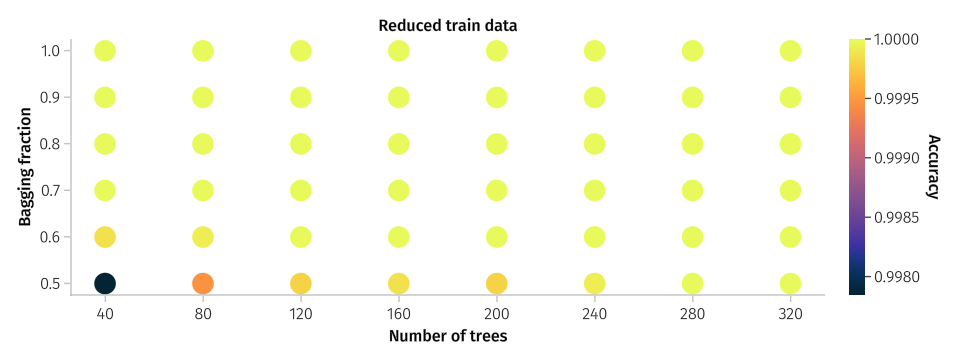 Reduced train data
Bagging fraction
1.0
0.9
0.8
0.7
0.6
0.5
40 80 120 160 200 240 280 320
Number of trees
1.0000
0.9995
0.9990
0.9985
0.9980
Accuracy